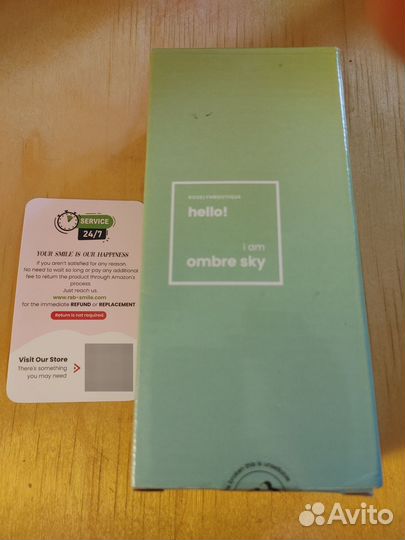 SERVICE
24/7
YOUR SMILE IS OUR HAPPINESS
If you aren't satisfied for any reason.
No need to wait so long or pay any additional
fee to return the product through Amazon's
process.
Just reach us.
www.rsb-smile.com
for the immediate REFUND or REPLACEMENT
Return is not required.
Visit Our Store
There's something
you may need
#ROSELYNBOUTIQUE
hello!
i am
ombre sky
Avito